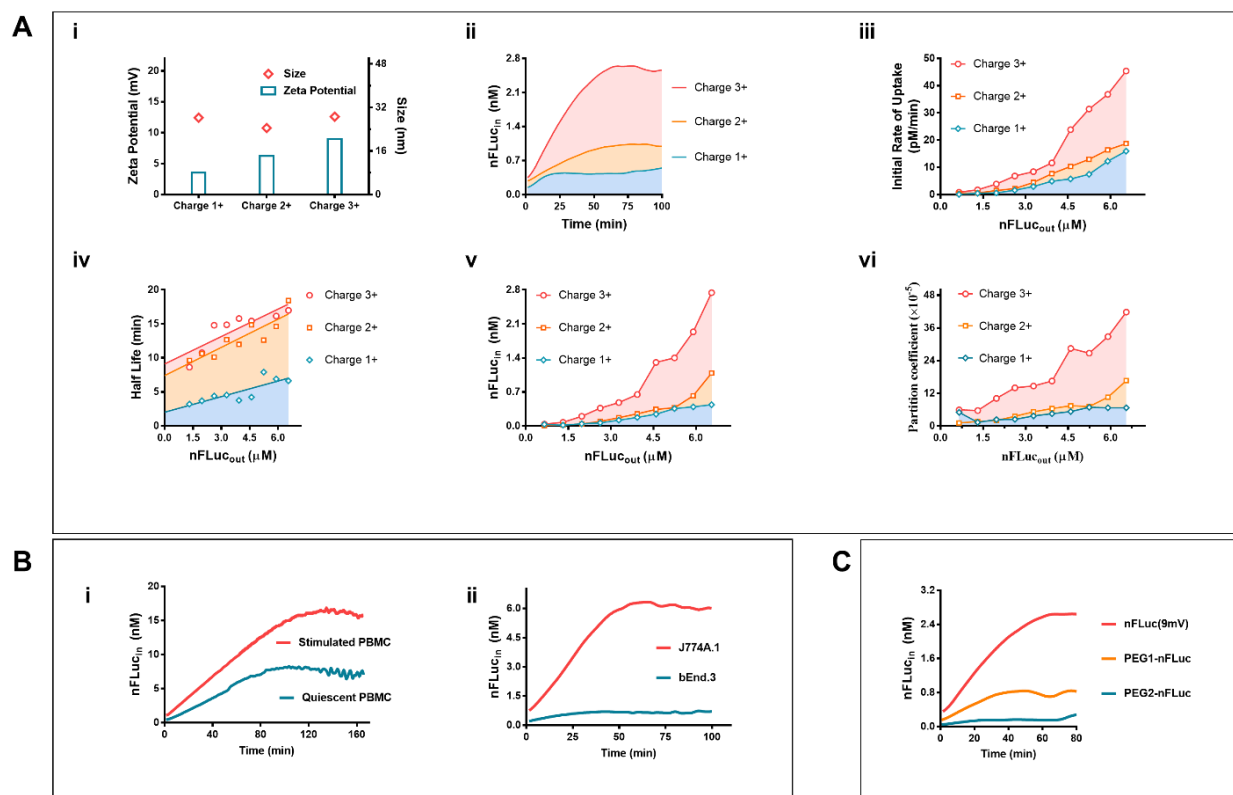 A
i
Zeta Potential (mV)
20
15
10
5
0
Size
Zeta Potential
48
32
16
0
Size (nm)
Charge 1+ Charge 2+ Charge 3+
ii
nFLuc_in (nM)
2.8
1.4
0.7
0.0
Charge 3+
Charge 2+
Charge 1+
0 25 50 75 100
Time (min)
iii
Initial Rate of Uptake
(pM/min)
50
40
30
20
10
0
Charge 3+
Charge 2+
Charge 1+
0.0 1.5 3.0 4.5 6.0
nFLuc_out (μM)
iv
Half Life (min)
20
15
10
5
0
Charge 3+
Charge 2+
Charge 1+
0.0 1.5 3.0 4.5 6.0
nFLuc_out (μM)
v
nFLuc_in (nM)
2.8
2.1
1.4
0.7
0.0
Charge 3+
Charge 2+
Charge 1+
0.0 1.5 3.0 4.5 6.0
nFLuc_out (μM)
vi
Partition coefficient (×10⁻⁵)
48
36
24
12
0
Charge 3+
Charge 2+
Charge 1+
0.0 1.5 3.0 4.5 6.0
nFLuc_out (μM)
B
i
nFLuc_in (nM)
20
15
10
5
0
Stimulated PBMC
Quiescent PBMC
0 40 80 120 160
Time (min)
ii
nFLuc_in (nM)
6.0
4.5
3.0
1.5
0.0
J774A.1
bEnd.3
0 25 50 75 100
Time (min)
C
nFLuc_in (nM)
3.2
2.4
1.6
0.8
0.0
nFLuc(9mV)
PEG1-nFLuc
PEG2-nFLuc
0 20 40 60 80
Time (min)